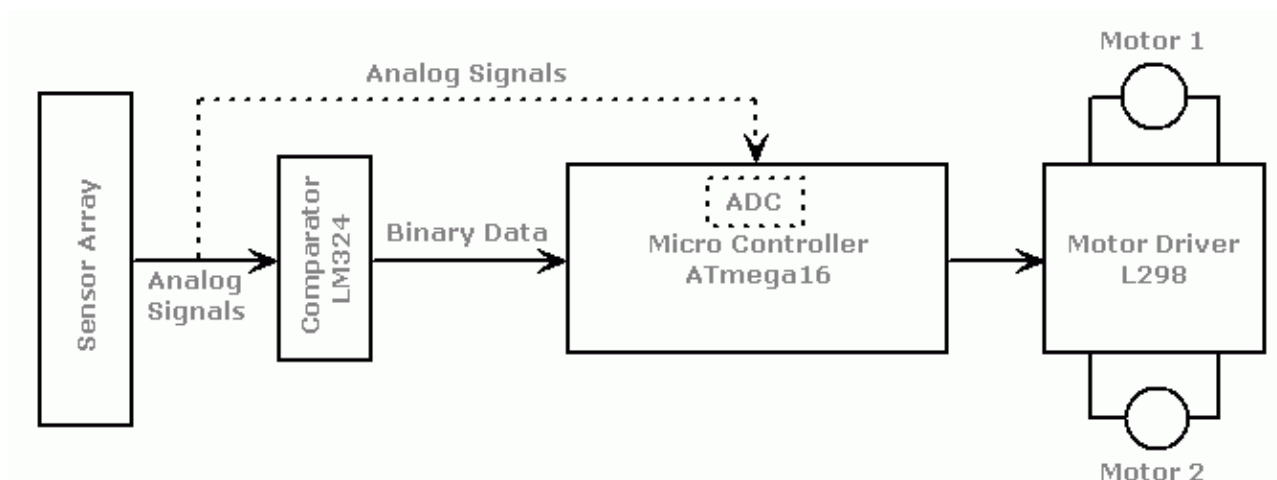 Motor 1
Analog Signals
Sensor Array
Analog
Signals
Comparator
LM324
Binary Data
ADC
Micro Controller
ATmega16
Motor Driver
L298
Motor 2